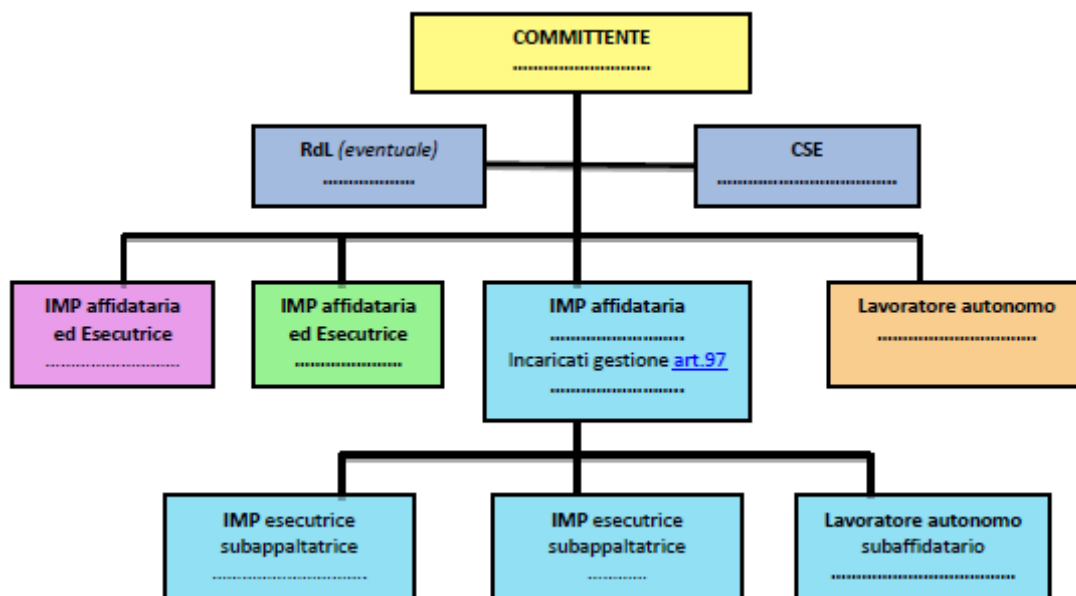 COMMITTENTE
...........................
RdL (eventuale)
..................
CSE
...................................
IMP affidataria
ed Esecutrice
...........................
IMP affidataria
ed Esecutrice
.....................
IMP affidataria
..........................
Incaricati gestione art.97
..........................
Lavoratore autonomo
...............................
IMP esecutrice
subappaltatrice
...............................
IMP esecutrice
subappaltatrice
............
Lavoratore autonomo
subaffidatario
....................................